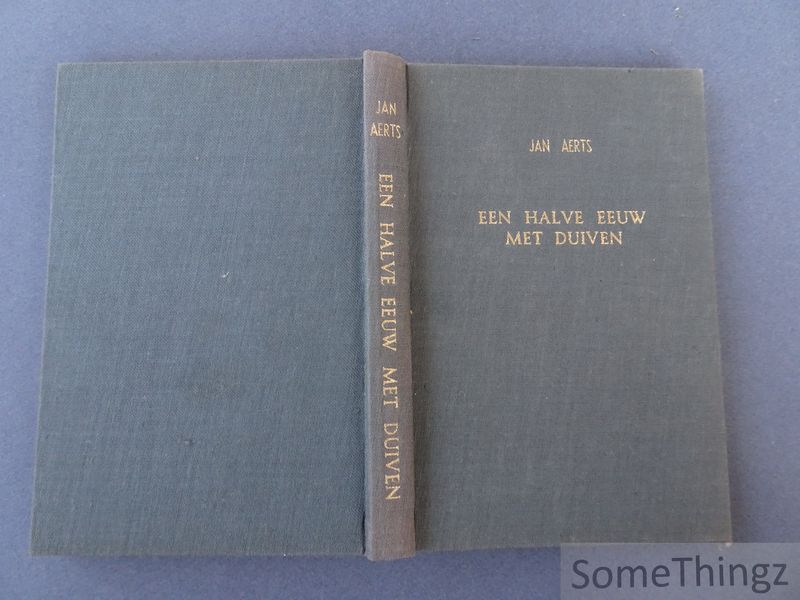 JAN
AERTS
EEN HALVE EEUW MET DUIVEN
JAN AERTS
EEN HALVE EEUW
MET DUIVEN
SomeThingz